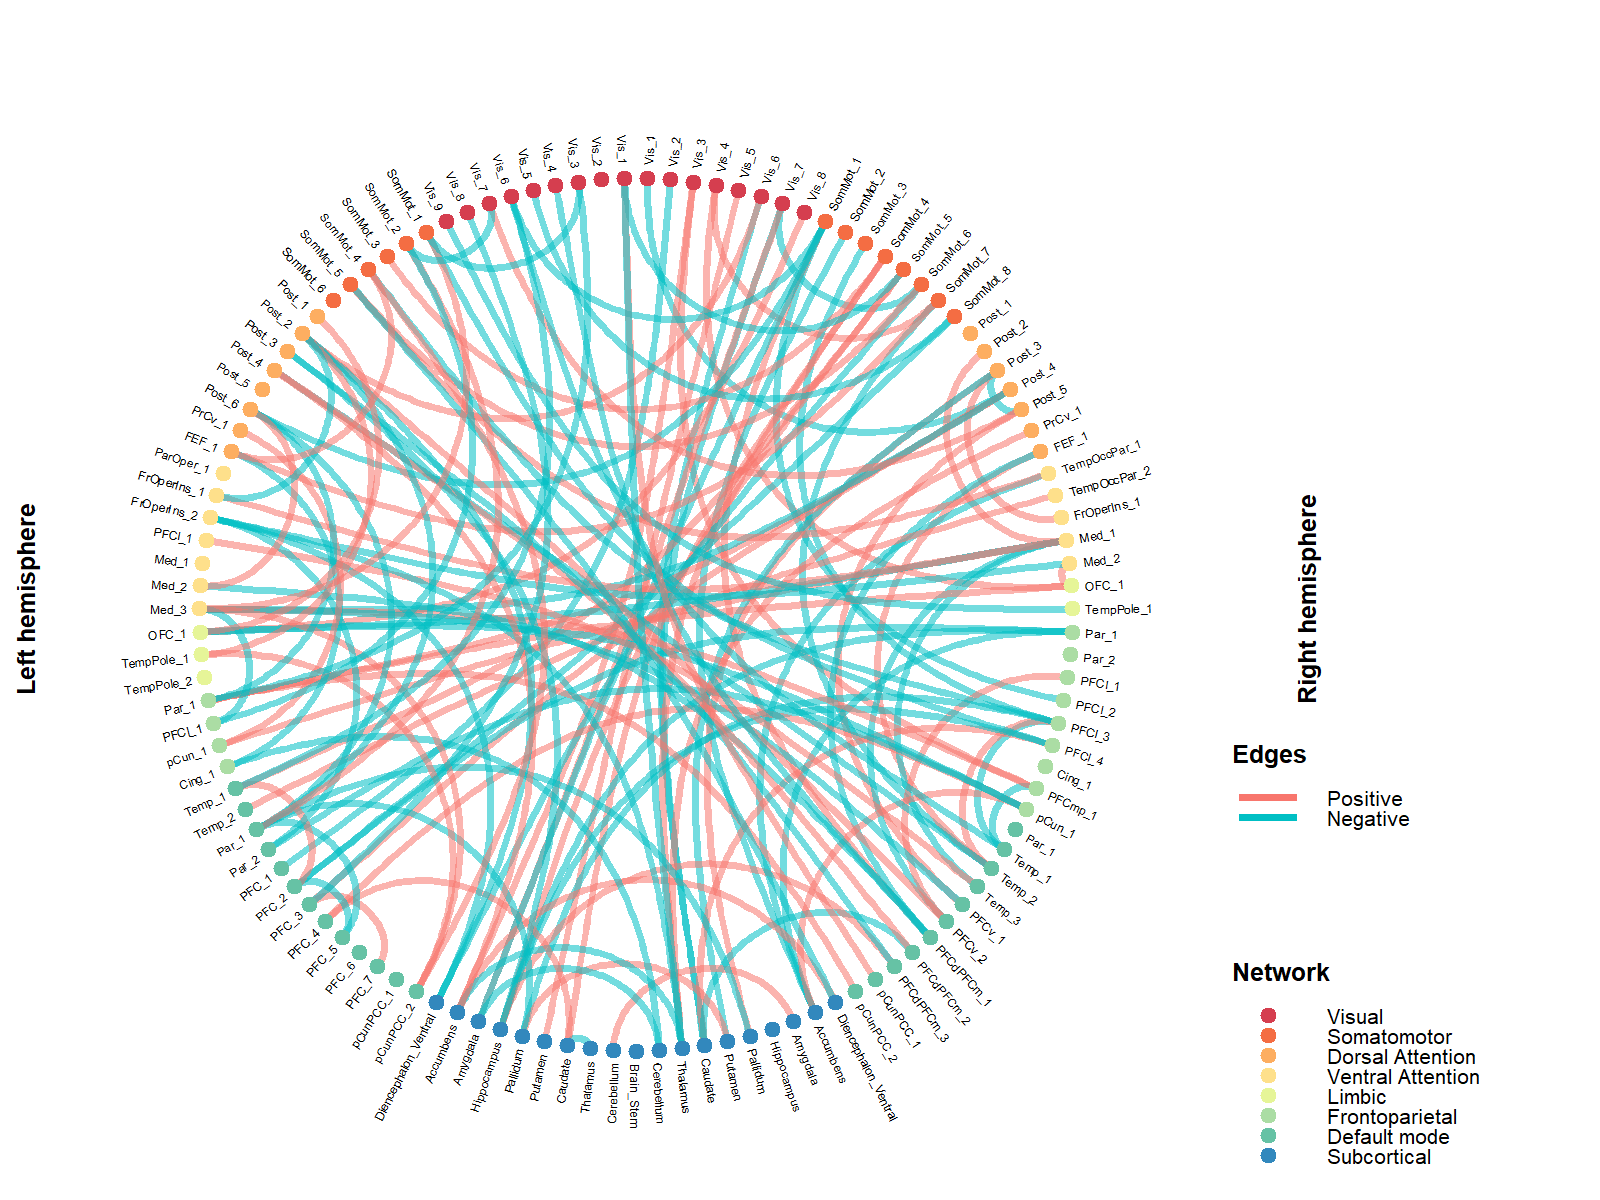 Vis_1
Vis_2
Vis_3
Vis_4
Vis_5
Vis_6
Vis_7
Vis_8
SomMot_1
SomMot_2
SomMot_3
SomMot_4
SomMot_5
SomMot_6
SomMot_7
SomMot_8
Post_1
Post_2
Post_3
Post_4
Post_5
PrCv_1
FEF_1
TempOccPar_1
TempOccPar_2
FrOperIns_1
Med_1
Med_2
OFC_1
TempPole_1
Par_1
Par_2
PFCl_1
PFCl_2
PFCl_3
PFCl_4
Cing_1
PFCmp_1
pCun_1
Par_1
Temp_1
Temp_2
Temp_3
PFCv_1
PFCv_2
PFCdPFCm_1
PFCdPFCm_2
PFCdPFCm_3
pCunPCC_1
pCunPCC_2
Diencephalon_Ventral
Accumbens
Amygdala
Hippocampus
Pallidum
Putamen
Caudate
Thalamus
Cerebellum
Brain_Stem
Cerebellum
Thalamus
Caudate
Putamen
Pallidum
Hippocampus
Amygdala
Accumbens
Diencephalon_Ventral
pCunPCC_2
pCunPCC_1
PFC_7
PFC_6
PFC_5
PFC_4
PFC_3
PFC_2
PFC_1
Par_2
Par_1
Temp_2
Temp_1
Cing_1
pCun_1
PFCl_1
Par_1
TempPole_2
TempPole_1
OFC_1
Med_3
Med_2
Med_1
PFCl_1
FrOperIns_2
FrOperIns_1
ParOper_1
FEF_1
PrCv_1
Post_6
Post_5
Post_4
Post_3
Post_2
Post_1
SomMot_6
SomMot_5
SomMot_4
SomMot_3
SomMot_2
SomMot_1
Vis_9
Vis_8
Vis_7
Vis_6
Vis_5
Vis_4
Vis_3
Vis_2
Vis_1
Left hemisphere
Right hemisphere
Edges
Positive
Negative
Network
Visual
Somatomotor
Dorsal Attention
Ventral Attention
Limbic
Frontoparietal
Default mode
Subcortical